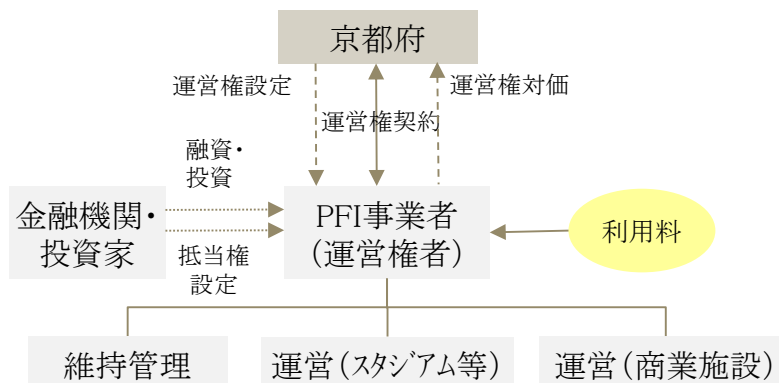 京都府
運営権設定
運営権契約
運営権対価
融資・
投資
金融機関・
投資家
抵当権
設定
PFI事業者
(運営権者)
利用料
維持管理
運営(スタジアム等)
運営(商業施設)